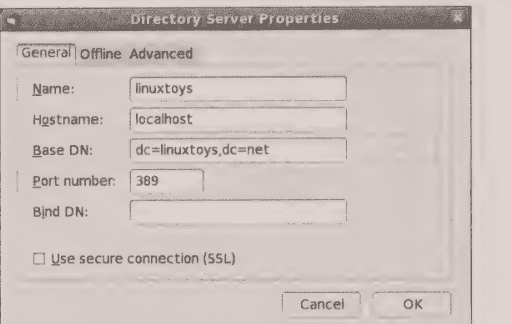 Directory Server Properties
General Offline Advanced
Name: linuxtoys
Hostname: localhost
Base DN: dc=linuxtoys,dc=net
Port number: 389
Bind DN:
Use secure connection (SSL)
Cancel OK